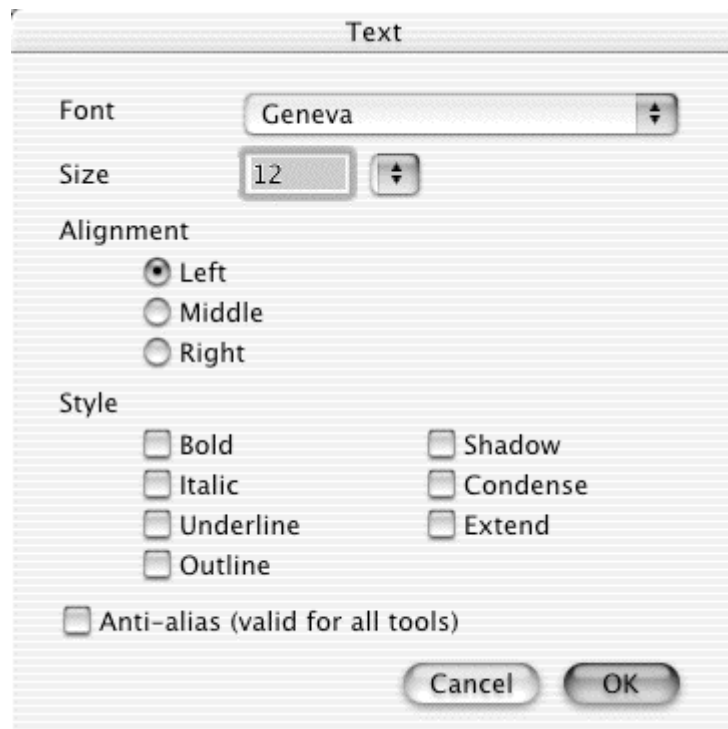 Text
Font Geneva
Size 12
Alignment
Left
Middle
Right
Style
Bold Shadow
Italic Condense
Underline Extend
Outline
Anti-alias (valid for all tools)
Cancel OK